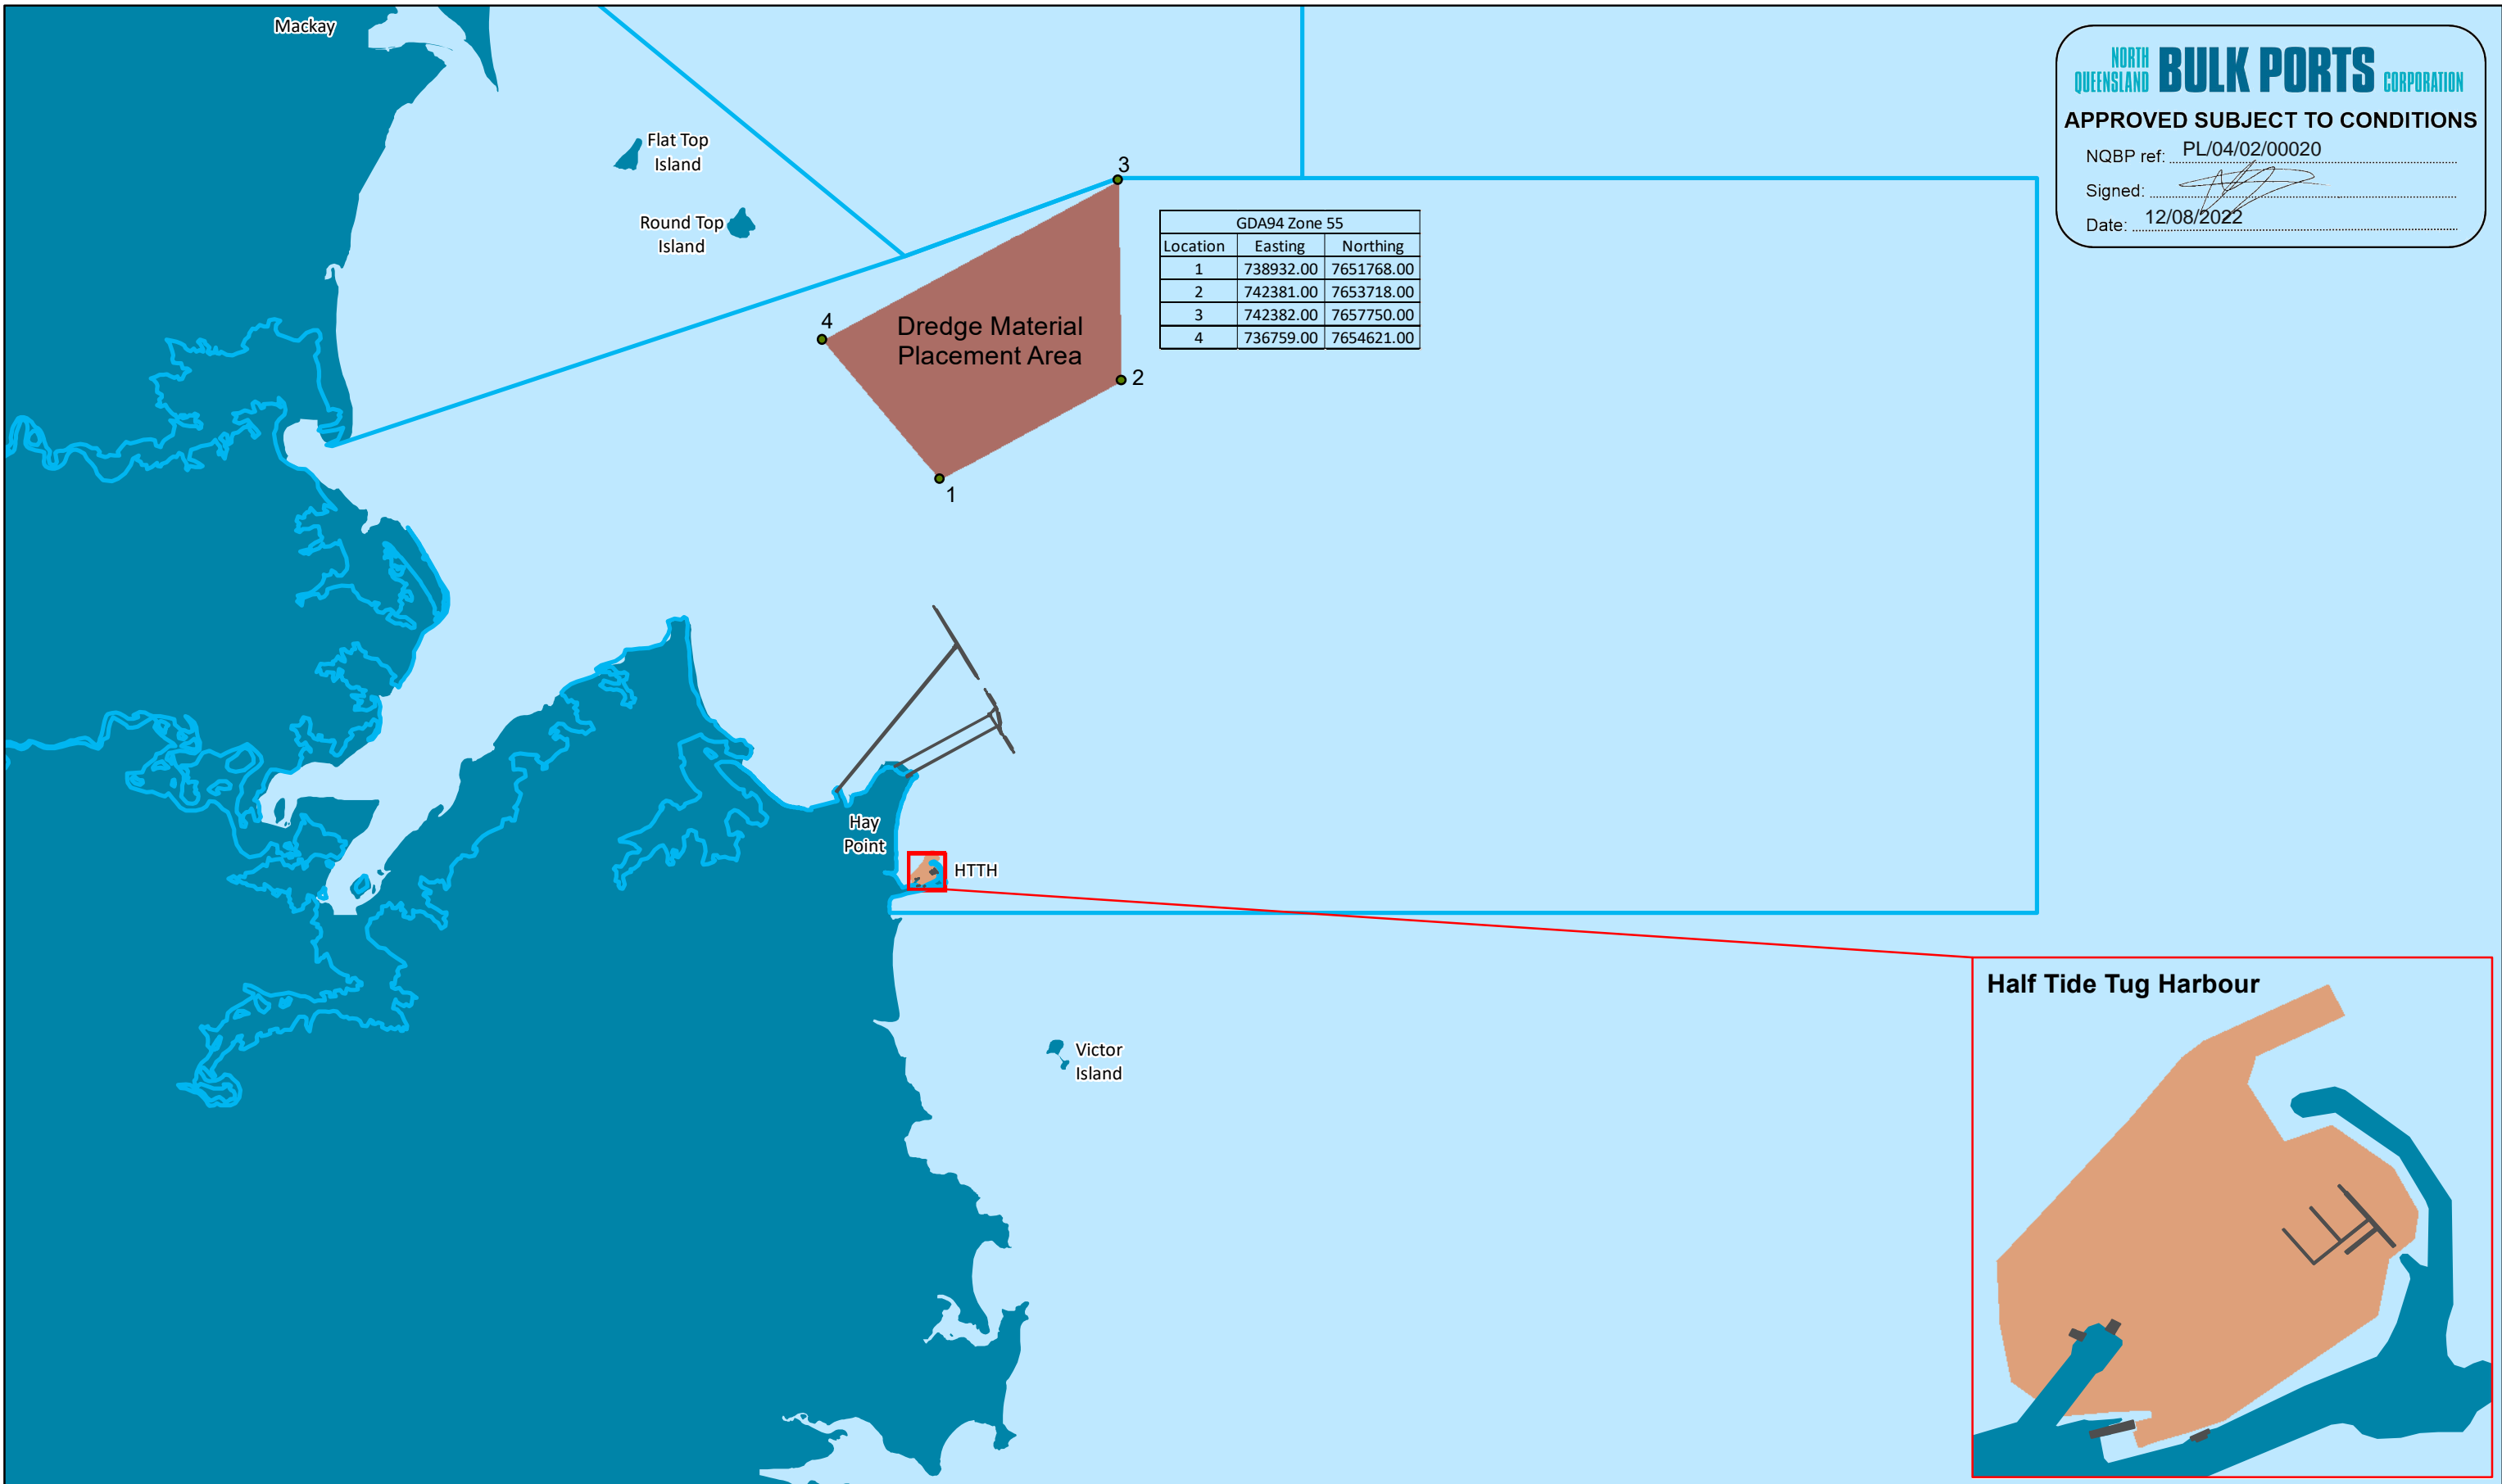 Mackay
NORTH
QUEENSLAND BULK PORTS CORPORATION
APPROVED SUBJECT TO CONDITIONS
NQBP ref: PL/04/02/00020
Signed:
Date: 12/08/2022
Flat Top
Island
Round Top
Island
3
4
2
1
Dredge Material
Placement Area
GDA94 Zone 55
Location Easting Northing
1 738932.00 7651768.00
2 742381.00 7653718.00
3 742382.00 7657750.00
4 736759.00 7654621.00
Hay
Point
HTTH
Victor
Island
Half Tide Tug Harbour